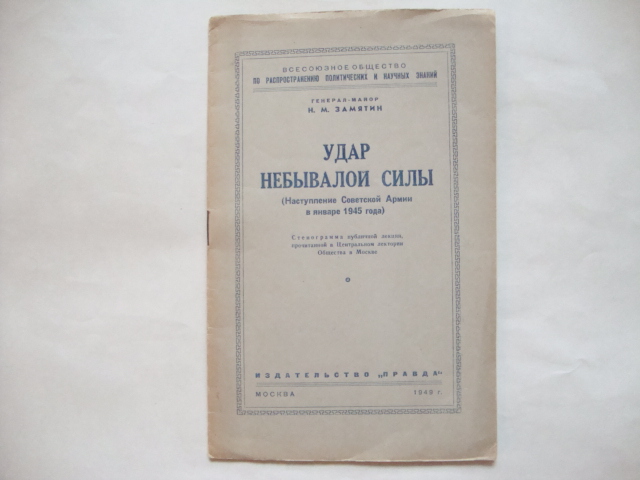 ВСЕСОЮЗНОЕ ОБЩЕСТВО
ПО РАСПРОСТРАНЕНИЮ ПОЛИТИЧЕСКИХ И НАУЧНЫХ ЗНАНИЙ
ГЕНЕРАЛ-МАЙОР
Н. М. ЗАМЯТИН
УДАР
НЕБЫВАЛОЙ СИЛЫ
(Наступление Советской Армии
в январе 1945 года)
Стенограмма публичной лекции,
прочитанной в Центральном лектории
Общества в Москве
ИЗДАТЕЛЬСТВО „ПРАВДА“
МОСКВА 1949 г.